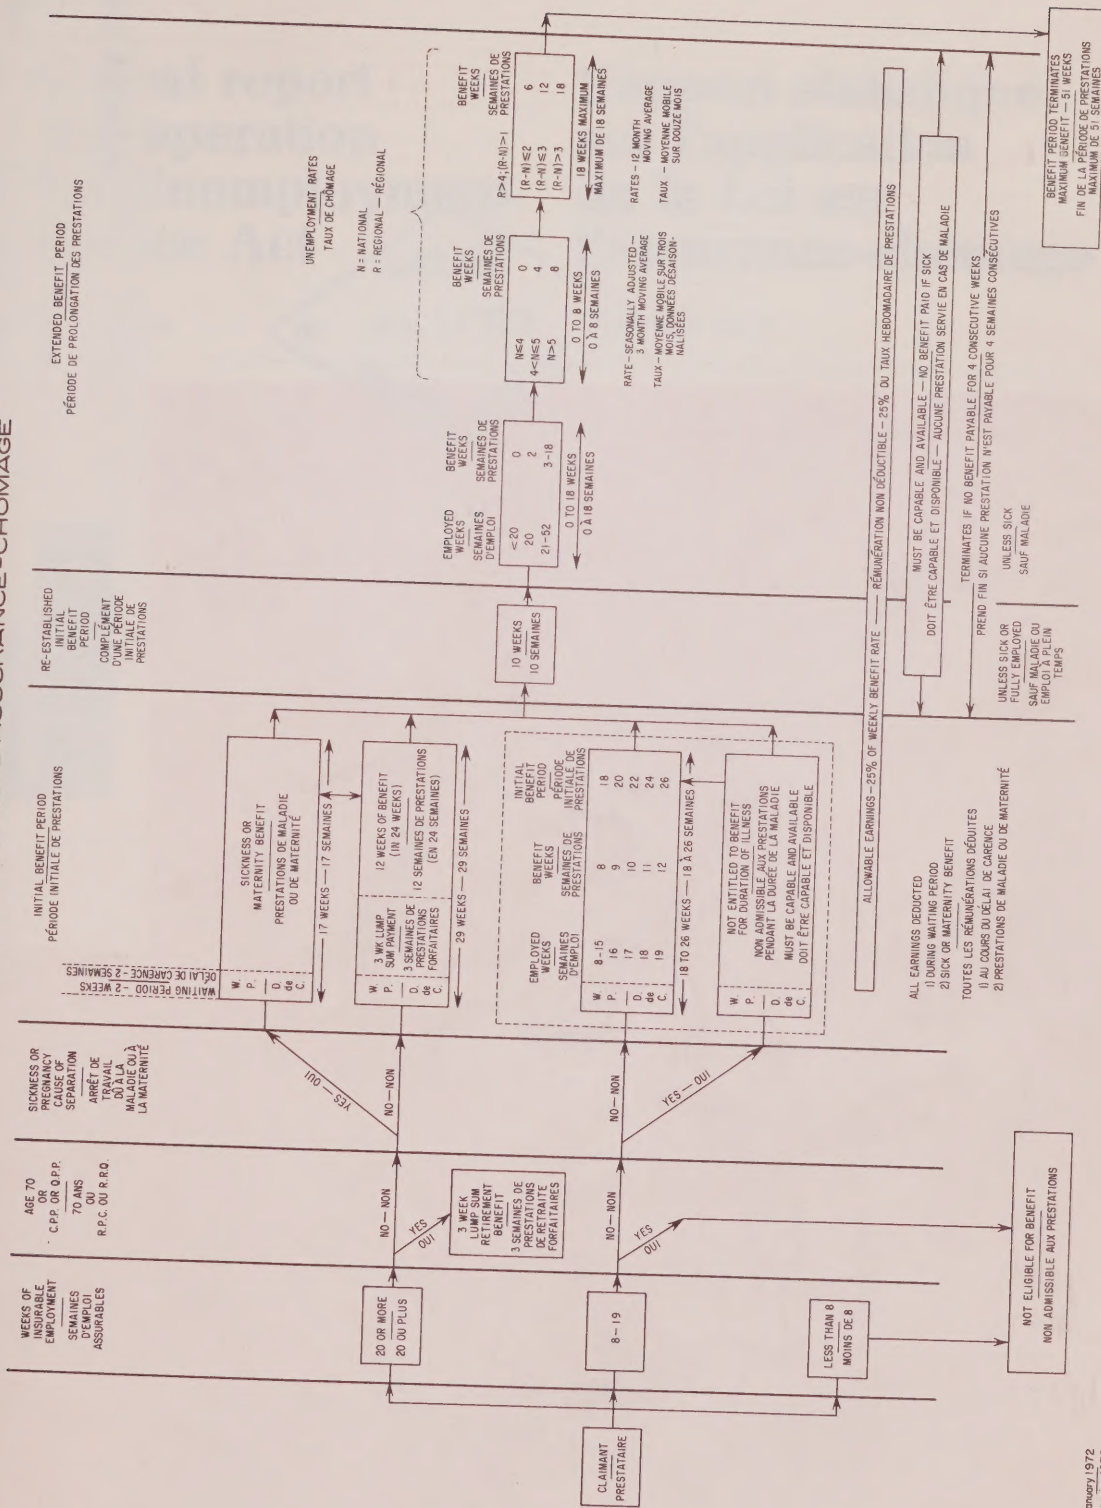 ASSURANCE-CHÔMAGE
WEEKS OF
INSURABLE
EMPLOYMENT
SEMAINES
D'EMPLOI
ASSURABLES
AGE 70
OR
C.P.P. OR Q.P.P.
70 ANS
OU
R.P.C. OU R.R.Q.
SICKNESS OR
PREGNANCY
CAUSE OF
SEPARATION
ARRÊT DE
TRAVAIL
DÛ À LA
MALADIE OU À
LA MATERNITÉ
INITIAL BENEFIT PERIOD
PÉRIODE INITIALE DE PRESTATIONS
WAITING PERIOD - 2 WEEKS
DÉLAI DE CARENCE - 2 SEMAINES
RE-ESTABLISHED
INITIAL
BENEFIT
PERIOD
COMPLÉMENT
D'UNE PÉRIODE
INITIALE DE
PRESTATIONS
EXTENDED BENEFIT PERIOD
PÉRIODE DE PROLONGATION DES PRESTATIONS
CLAIMANT
PRESTATAIRE
20 OR MORE
20 OU PLUS
8-19
LESS THAN 8
MOINS DE 8
NO — NON
YES
OUI
3 WEEK
LUMP SUM
RETIREMENT
BENEFIT
3 SEMAINES DE
PRESTATIONS
DE RETRAITE
FORFAITAIRES
NO — NON
YES
OUI
NOT ELIGIBLE FOR BENEFIT
NON ADMISSIBLE AUX PRESTATIONS
YES — OUI
NO — NON
NO — NON
YES — OUI
W. P.
D. de C.
SICKNESS OR
MATERNITY BENEFIT
PRESTATIONS DE MALADIE
OU DE MATERNITÉ
17 WEEKS — 17 SEMAINES
W. P.
D. de C.
3 WK LUMP
SUM PAYMENT
3 SEMAINES DE
PRESTATIONS
FORFAITAIRES
12 WEEKS OF BENEFIT
(IN 24 WEEKS)
12 SEMAINES DE PRESTATIONS
(EN 24 SEMAINES)
29 WEEKS — 29 SEMAINES
EMPLOYED
WEEKS
SEMAINES
D'EMPLOI
BENEFIT
WEEKS
SEMAINES DE
PRESTATIONS
INITIAL
BENEFIT
PERIOD
PÉRIODE
INITIALE DE
PRESTATIONS
W. P.
D. de C.
8-15 8 18
16 9 20
17 10 22
18 11 24
19 12 26
18 TO 26 WEEKS — 18 À 26 SEMAINES
W. P.
D. de C.
NOT ENTITLED TO BENEFIT
FOR DURATION OF ILLNESS
NON ADMISSIBLE AUX PRESTATIONS
PENDANT LA DURÉE DE LA MALADIE
MUST BE CAPABLE AND AVAILABLE
DOIT ÊTRE CAPABLE ET DISPONIBLE
10 WEEKS
10 SEMAINES
EMPLOYED
WEEKS
SEMAINES
D'EMPLOI
BENEFIT
WEEKS
SEMAINES DE
PRESTATIONS
<20 0
20 2
21-52 3-18
0 TO 18 WEEKS
0 À 18 SEMAINES
UNEMPLOYMENT RATES
TAUX DE CHÔMAGE
N = NATIONAL
R = REGIONAL — RÉGIONAL
BENEFIT
WEEKS
SEMAINES DE
PRESTATIONS
N≤4 0
4<N≤5 4
N>5 8
0 TO 8 WEEKS
0 À 8 SEMAINES
RATE — SEASONALLY ADJUSTED —
3 MONTH MOVING AVERAGE
TAUX — MOYENNE MOBILE SUR TROIS
MOIS, DONNÉES DÉSAISON-
NALISÉES
BENEFIT
WEEKS
SEMAINES DE
PRESTATIONS
R>4;(R-N)>1
(R-N)≤2 6
(R-N)≤3 12
(R-N)>3 18
18 WEEKS MAXIMUM
MAXIMUM DE 18 SEMAINES
RATES - 12 MONTH
MOVING AVERAGE
TAUX - MOYENNE MOBILE
SUR DOUZE MOIS
ALLOWABLE EARNINGS — 25% OF WEEKLY BENEFIT RATE — RÉMUNÉRATION NON DÉDUCTIBLE — 25% DU TAUX HEBDOMADAIRE DE PRESTATIONS
ALL EARNINGS DEDUCTED
1) DURING WAITING PERIOD
2) SICK OR MATERNITY BENEFIT
TOUTES LES RÉMUNÉRATIONS DÉDUITES
1) AU COURS DU DÉLAI DE CARENCE
2) PRESTATIONS DE MALADIE OU DE MATERNITÉ
MUST BE CAPABLE AND AVAILABLE — NO BENEFIT PAID IF SICK
DOIT ÊTRE CAPABLE ET DISPONIBLE — AUCUNE PRESTATION SERVIE EN CAS DE MALADIE
TERMINATES IF NO BENEFIT PAYABLE FOR 4 CONSECUTIVE WEEKS
PREND FIN SI AUCUNE PRESTATION N'EST PAYABLE POUR 4 SEMAINES CONSÉCUTIVES
UNLESS SICK OR
FULLY EMPLOYED
SAUF MALADIE OU
EMPLOI À PLEIN
TEMPS
UNLESS SICK
SAUF MALADIE
BENEFIT PERIOD TERMINATES
MAXIMUM BENEFIT — 51 WEEKS
FIN DE LA PÉRIODE DE PRESTATIONS
MAXIMUM DE 51 SEMAINES
1972